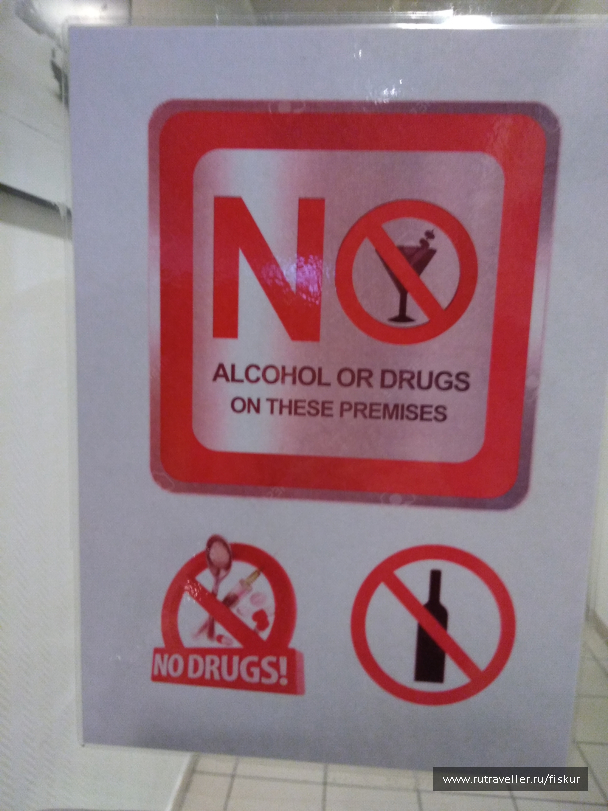 NO
ALCOHOL OR DRUGS
ON THESE PREMISES
NO DRUGS!
www.rutraveller.ru/fiskur